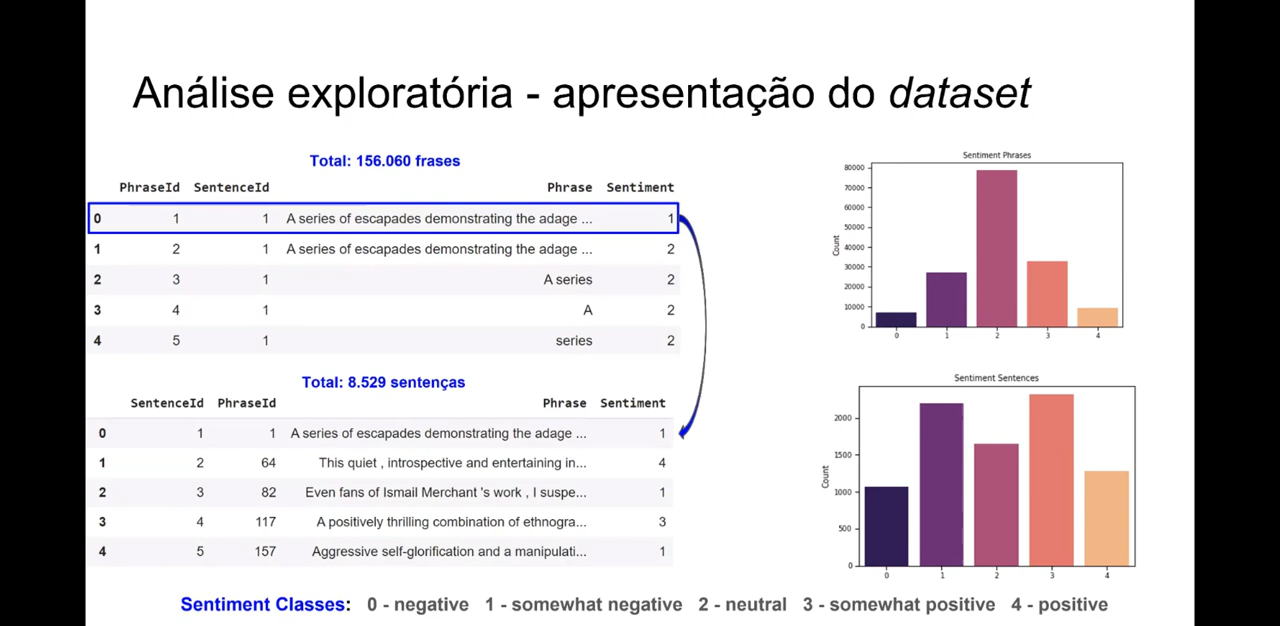 Análise exploratória - apresentação do dataset
Total: 156.060 frases
PhraseId SentenceId Phrase Sentiment
0 1 1 A series of escapades demonstrating the adage ... 1
1 2 1 A series of escapades demonstrating the adage ... 2
2 3 1 A series 2
3 4 1 A 2
4 5 1 series 2
Total: 8.529 sentenças
SentenceId PhraseId Phrase Sentiment
0 1 1 A series of escapades demonstrating the adage ... 1
1 2 64 This quiet , introspective and entertaining in... 4
2 3 82 Even fans of Ismail Merchant 's work , I suspe... 1
3 4 117 A positively thrilling combination of ethnogra... 3
4 5 157 Aggressive self-glorification and a manipulati... 1
Sentiment Phrases
80000
70000
60000
50000
40000
30000
20000
10000
0
Count
0 1 2 3 4
Sentiment Sentences
2000
1500
1000
500
0
Count
0 1 2 3 4
Sentiment Classes: 0 - negative 1 - somewhat negative 2 - neutral 3 - somewhat positive 4 - positive